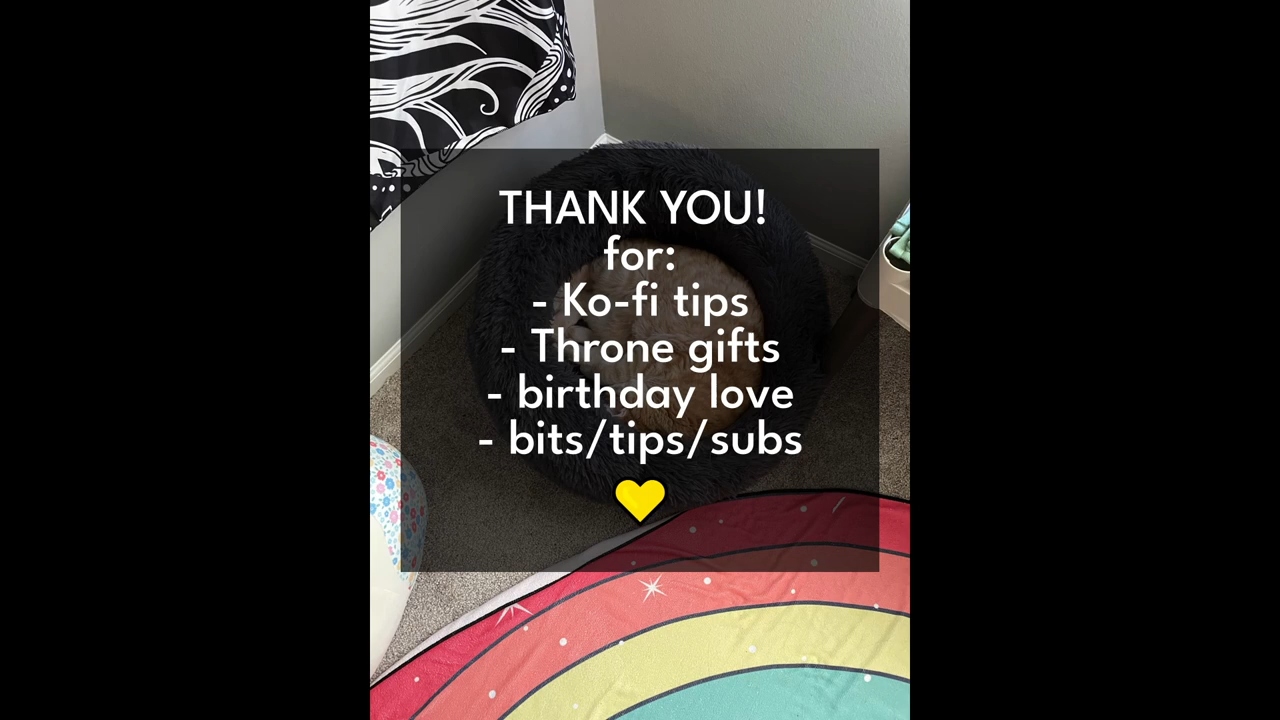 THANK YOU!
for:
- Ko-fi tips
- Throne gifts
- birthday love
- bits/tips/subs